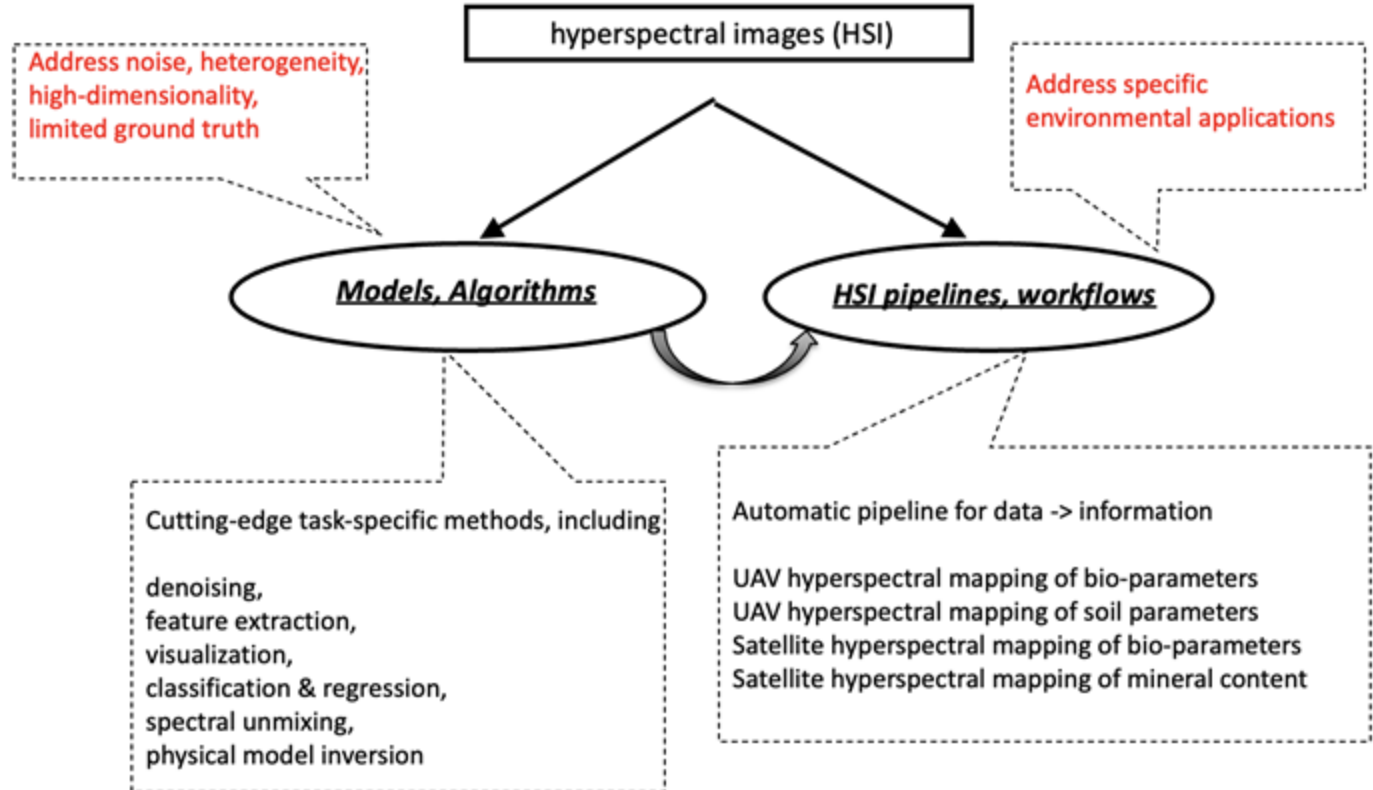 hyperspectral images (HSI)
Address noise, heterogeneity,
high-dimensionality,
limited ground truth
Address specific
environmental applications
Models, Algorithms
HSI pipelines, workflows
Cutting-edge task-specific methods, including
denoising,
feature extraction,
visualization,
classification & regression,
spectral unmixing,
physical model inversion
Automatic pipeline for data -> information
UAV hyperspectral mapping of bio-parameters
UAV hyperspectral mapping of soil parameters
Satellite hyperspectral mapping of bio-parameters
Satellite hyperspectral mapping of mineral content